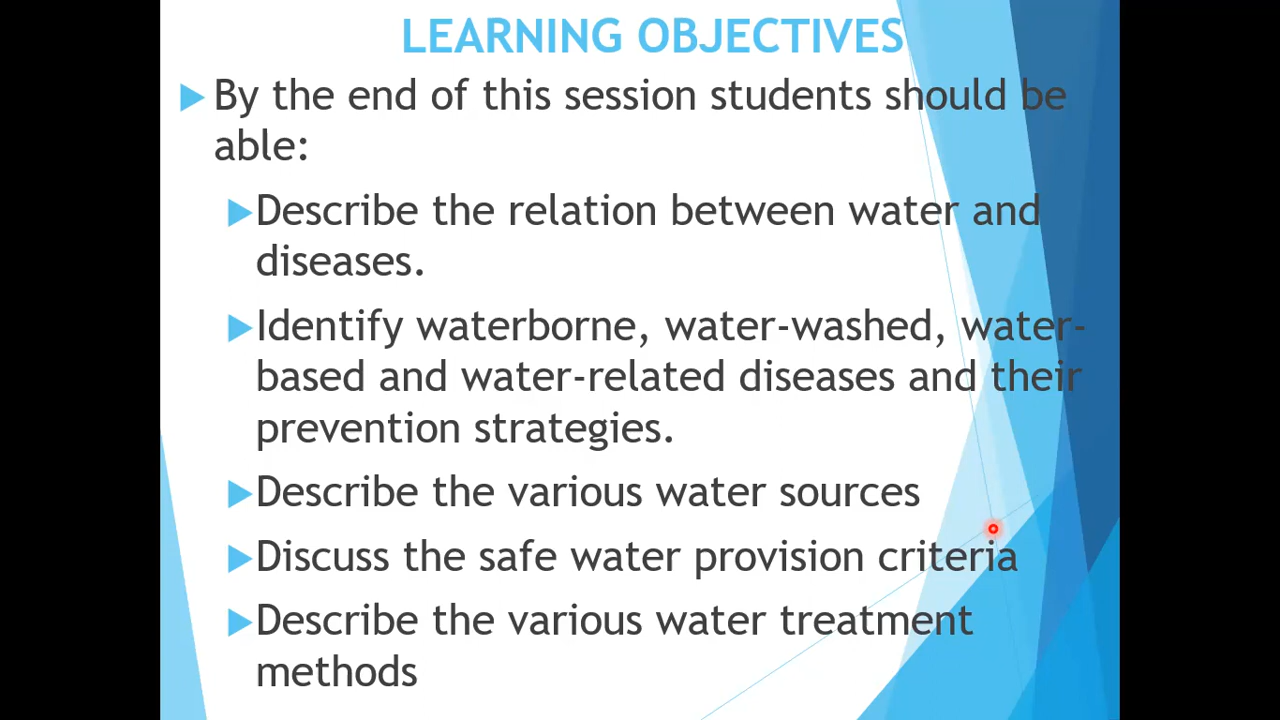 LEARNING OBJECTIVES
By the end of this session students should be
able:
Describe the relation between water and
diseases.
Identify waterborne, water-washed, water-
based and water-related diseases and their
prevention strategies.
Describe the various water sources
Discuss the safe water provision criteria
Describe the various water treatment
methods